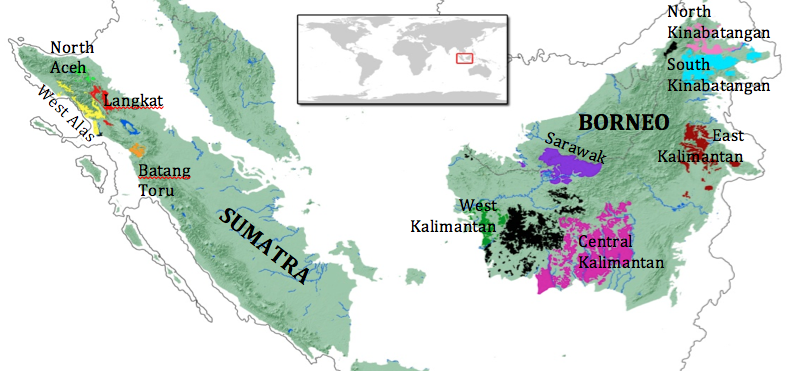 North
Aceh
Langkat
West Alas
Batang
Toru
SUMATRA
North
Kinabatangan
South
Kinabatangan
BORNEO
Sarawak
East
Kalimantan
West
Kalimantan
Central
Kalimantan